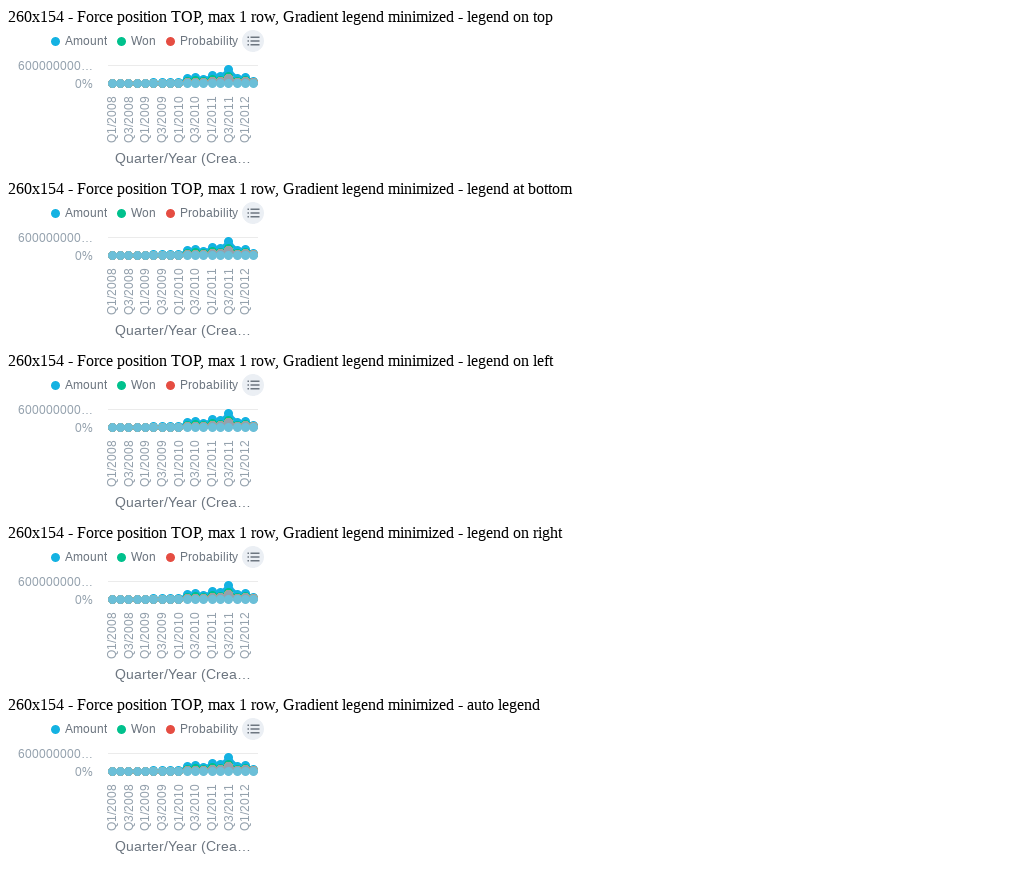 260x154 - Force position TOP, max 1 row, Gradient legend minimized - legend on top
Amount Won Probability
600000000…
0%
Q1/2008 Q3/2008 Q1/2009 Q3/2009 Q1/2010 Q3/2010 Q1/2011 Q3/2011 Q1/2012
Quarter/Year (Crea…
260x154 - Force position TOP, max 1 row, Gradient legend minimized - legend at bottom
Amount Won Probability
600000000…
0%
Q1/2008 Q3/2008 Q1/2009 Q3/2009 Q1/2010 Q3/2010 Q1/2011 Q3/2011 Q1/2012
Quarter/Year (Crea…
260x154 - Force position TOP, max 1 row, Gradient legend minimized - legend on left
Amount Won Probability
600000000…
0%
Q1/2008 Q3/2008 Q1/2009 Q3/2009 Q1/2010 Q3/2010 Q1/2011 Q3/2011 Q1/2012
Quarter/Year (Crea…
260x154 - Force position TOP, max 1 row, Gradient legend minimized - legend on right
Amount Won Probability
600000000…
0%
Q1/2008 Q3/2008 Q1/2009 Q3/2009 Q1/2010 Q3/2010 Q1/2011 Q3/2011 Q1/2012
Quarter/Year (Crea…
260x154 - Force position TOP, max 1 row, Gradient legend minimized - auto legend
Amount Won Probability
600000000…
0%
Q1/2008 Q3/2008 Q1/2009 Q3/2009 Q1/2010 Q3/2010 Q1/2011 Q3/2011 Q1/2012
Quarter/Year (Crea…